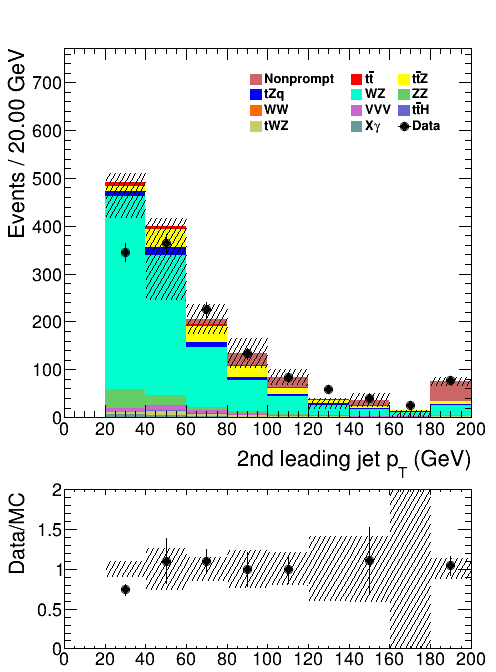 Events / 20.00 GeV
700
600
500
400
300
200
100
0
Nonprompt tt̄ tt̄Z
tZq WZ ZZ
WW VVV tt̄H
tWZ Xγ Data
0 20 40 60 80 100 120 140 160 180 200
2nd leading jet p_T (GeV)
Data/MC
2
1.5
1
0.5
0
0 20 40 60 80 100 120 140 160 180 200